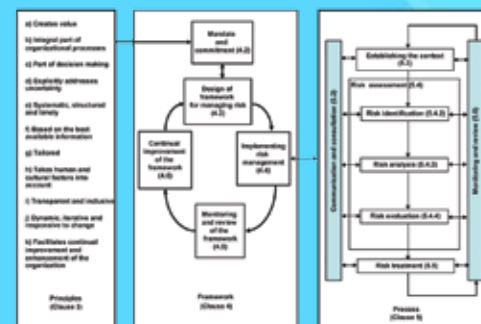 a) Creates value
b) Integral part of
organizational processes
c) Part of decision making
d) Explicitly addresses
uncertainty
e) Systematic, structured
and timely
f) Based on the best
available information
g) Tailored
h) Takes human and
cultural factors into
account
i) Transparent and inclusive
j) Dynamic, iterative and
responsive to change
k) Facilitates continual
improvement and
enhancement of the
organization
Principles
(Clause 3)
Mandate
and
commitment (4.2)
Design of
framework
for managing risk
(4.3)
Continual
improvement
of the
framework
(4.6)
Implementing
risk
management
(4.4)
Monitoring
and review
of the
framework
(4.5)
Framework
(Clause 4)
Communication and consultation (5.2)
Establishing the context
(5.3)
Risk assessment (5.4)
Risk identification (5.4.2)
Risk analysis (5.4.3)
Risk evaluation (5.4.4)
Risk treatment (5.5)
Monitoring and review (5.6)
Process
(Clause 5)